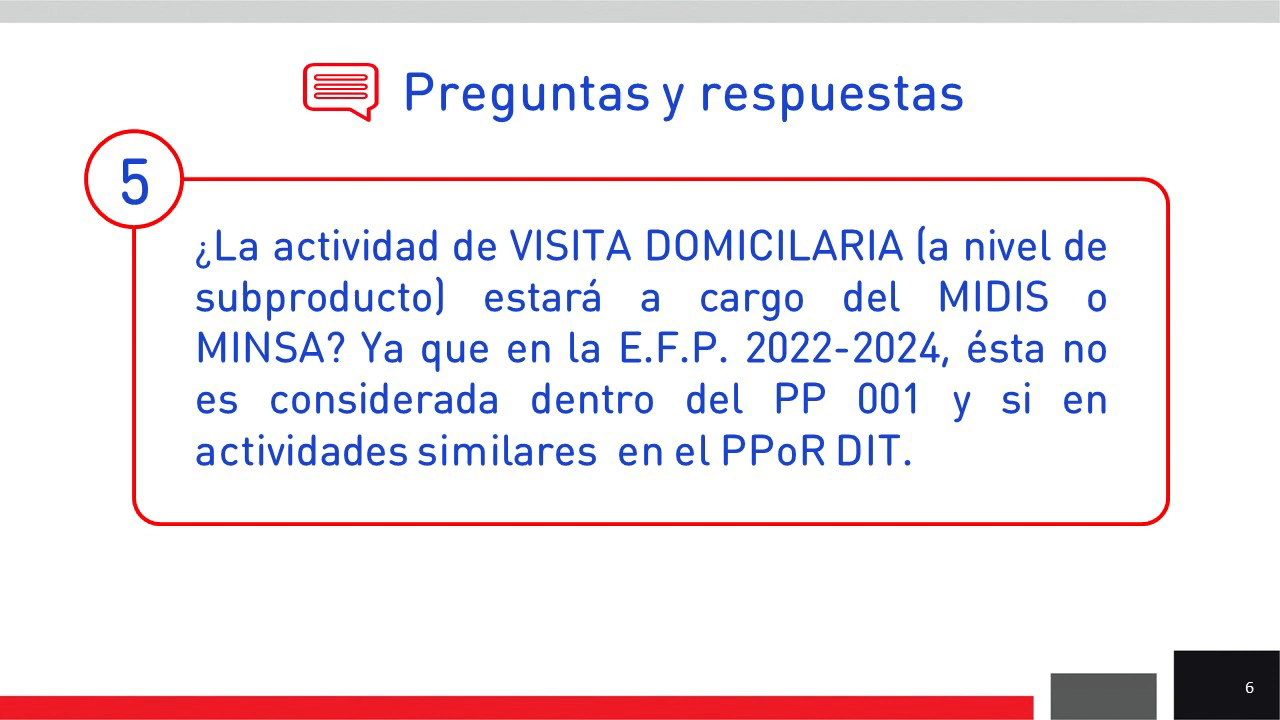 Preguntas y respuestas
5
¿La actividad de VISITA DOMICILARIA (a nivel de
subproducto) estará a cargo del MIDIS o
MINSA? Ya que en la E.F.P. 2022-2024, ésta no
es considerada dentro del PP 001 y si en
actividades similares en el PPoR DIT.
6